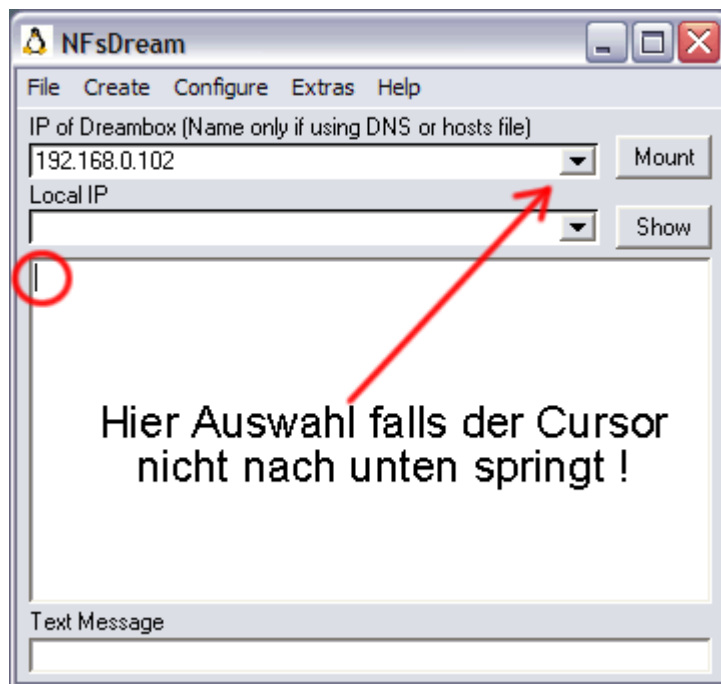 NFsDream
File Create Configure Extras Help
IP of Dreambox (Name only if using DNS or hosts file)
192.168.0.102
Mount
Local IP
Show
Hier Auswahl falls der Cursor
nicht nach unten springt !
Text Message